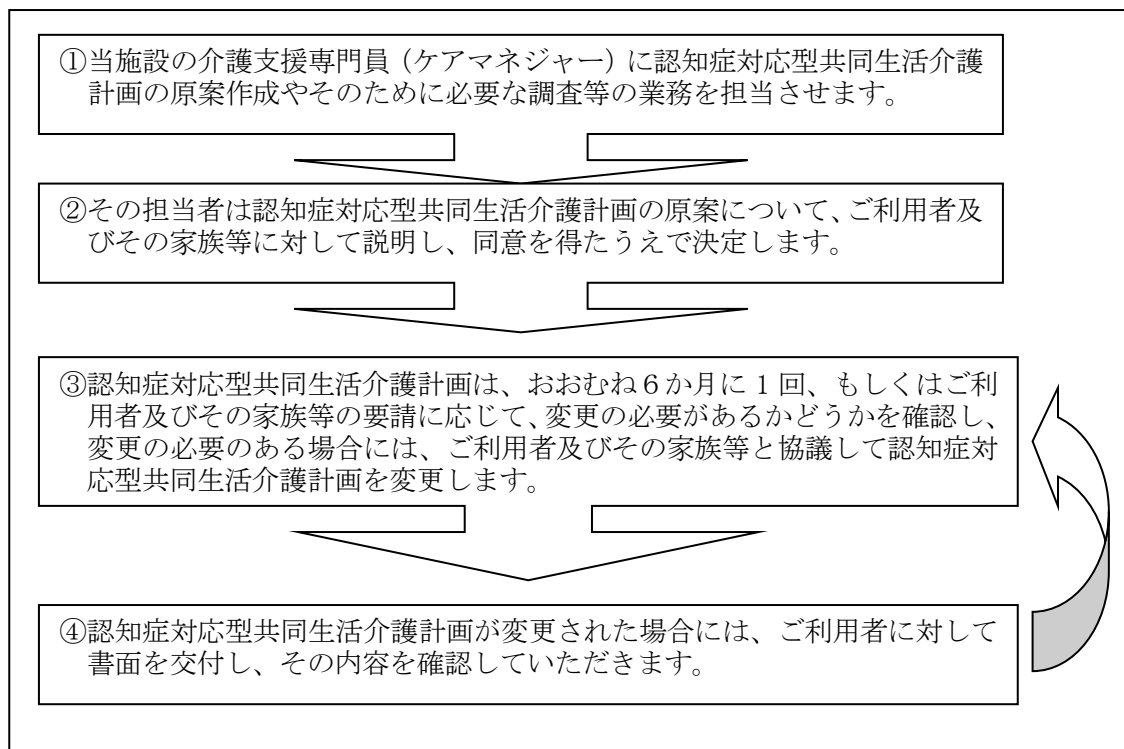 ①当施設の介護支援専門員（ケアマネジャー）に認知症対応型共同生活介護
計画の原案作成やそのために必要な調査等の業務を担当させます。
②その担当者は認知症対応型共同生活介護計画の原案について、ご利用者及
びその家族等に対して説明し、同意を得たうえで決定します。
③認知症対応型共同生活介護計画は、おおむね６か月に１回、もしくはご利
用者及びその家族等の要請に応じて、変更の必要があるかどうかを確認し、
変更の必要のある場合には、ご利用者及びその家族等と協議して認知症対
応型共同生活介護計画を変更します。
④認知症対応型共同生活介護計画が変更された場合には、ご利用者に対して
書面を交付し、その内容を確認していただきます。